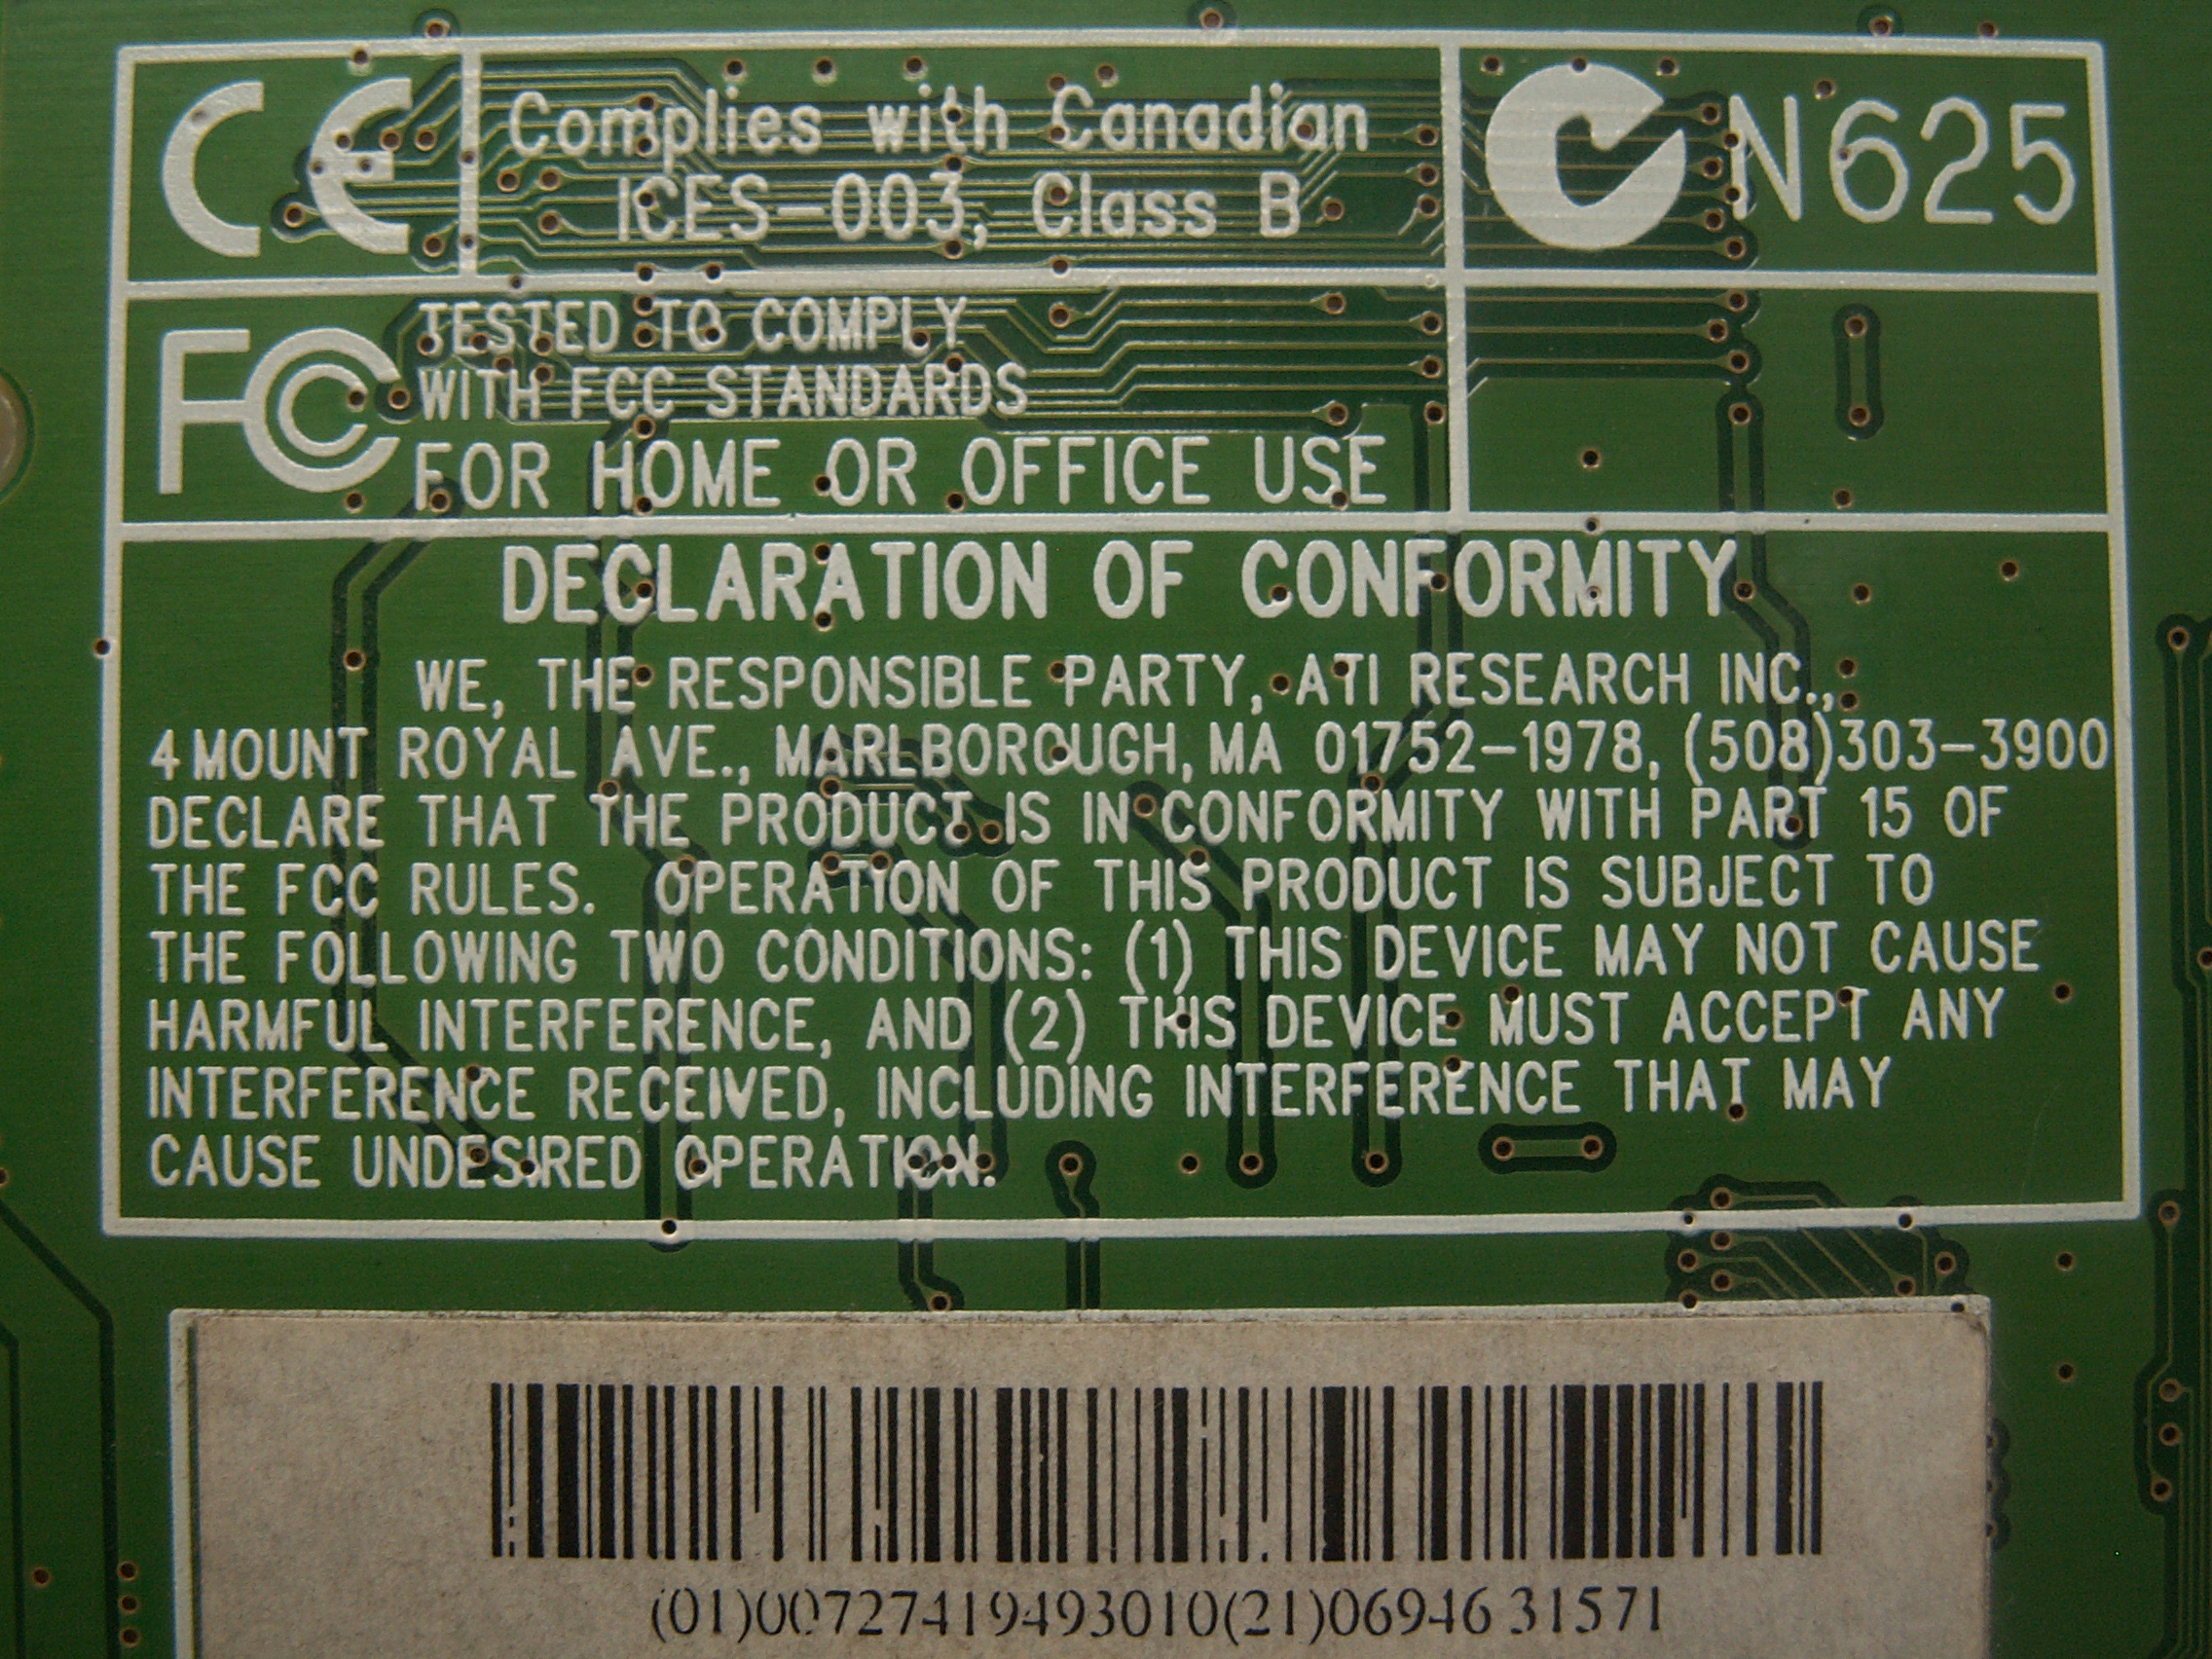 CE
Complies with Canadian
ICES-003, Class B
N625
FC
TESTED TO COMPLY
WITH FCC STANDARDS
FOR HOME OR OFFICE USE
DECLARATION OF CONFORMITY
WE, THE RESPONSIBLE PARTY, ATI RESEARCH INC.,
4 MOUNT ROYAL AVE., MARLBOROUGH, MA 01752-1978, (508)303-3900
DECLARE THAT THE PRODUCT IS IN CONFORMITY WITH PART 15 OF
THE FCC RULES. OPERATION OF THIS PRODUCT IS SUBJECT TO
THE FOLLOWING TWO CONDITIONS: (1) THIS DEVICE MAY NOT CAUSE
HARMFUL INTERFERENCE, AND (2) THIS DEVICE MUST ACCEPT ANY
INTERFERENCE RECEIVED, INCLUDING INTERFERENCE THAT MAY
CAUSE UNDESIRED OPERATION.
(01)00727419493010(21)0694631571